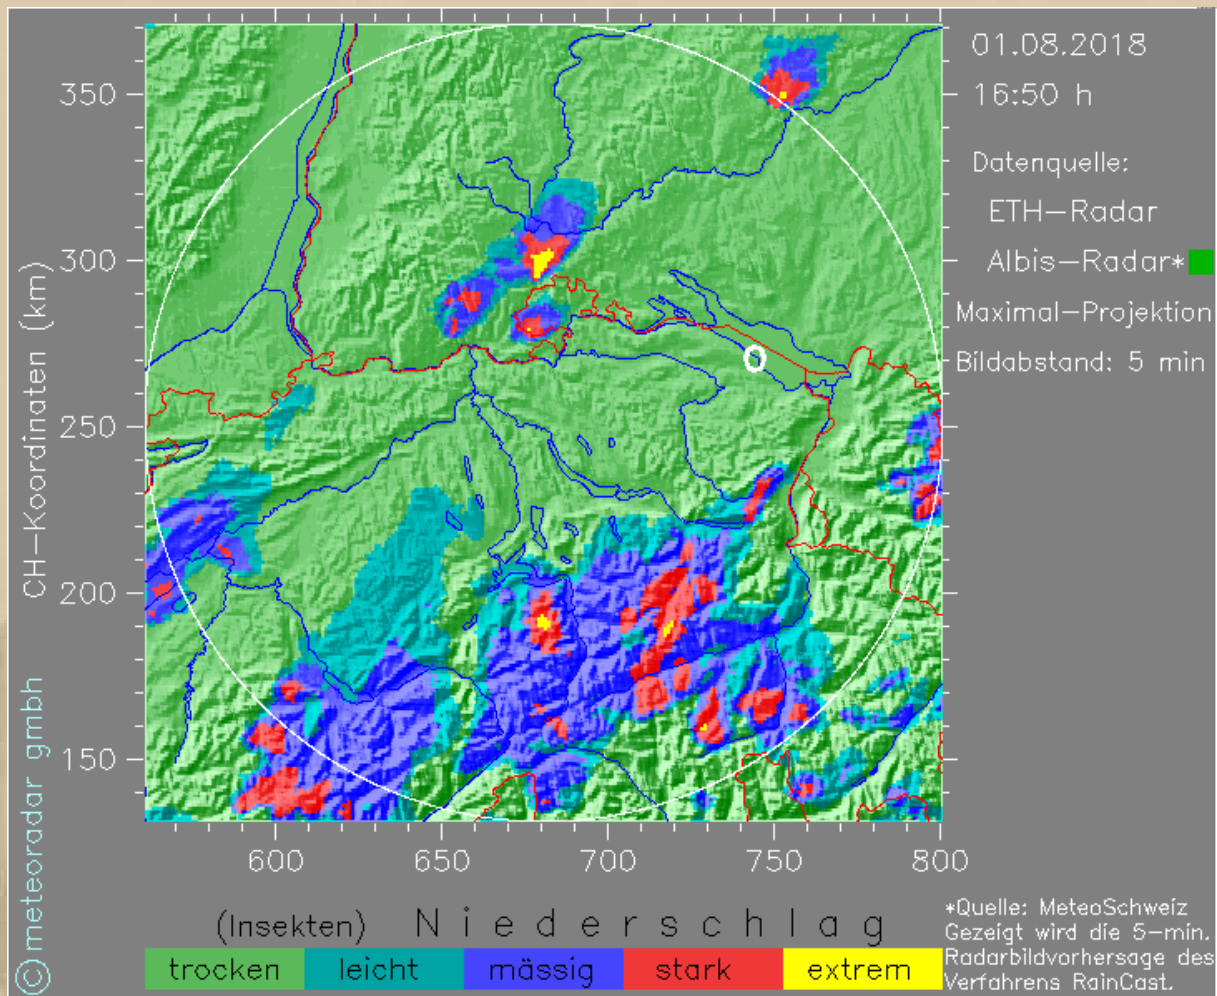 01.08.2018
16:50 h
Datenquelle:
ETH-Radar
Albis-Radar*
Maximal-Projektion
Bildabstand: 5 min
CH-Koordinaten (km)
350
300
250
200
150
600
650
700
750
800
© meteoradar gmbh
(Insekten) Niederschlag
trocken leicht mässig stark extrem
*Quelle: MeteoSchweiz
Gezeigt wird die 5-min.
Radarbildvorhersage des
Verfahrens RainCast.